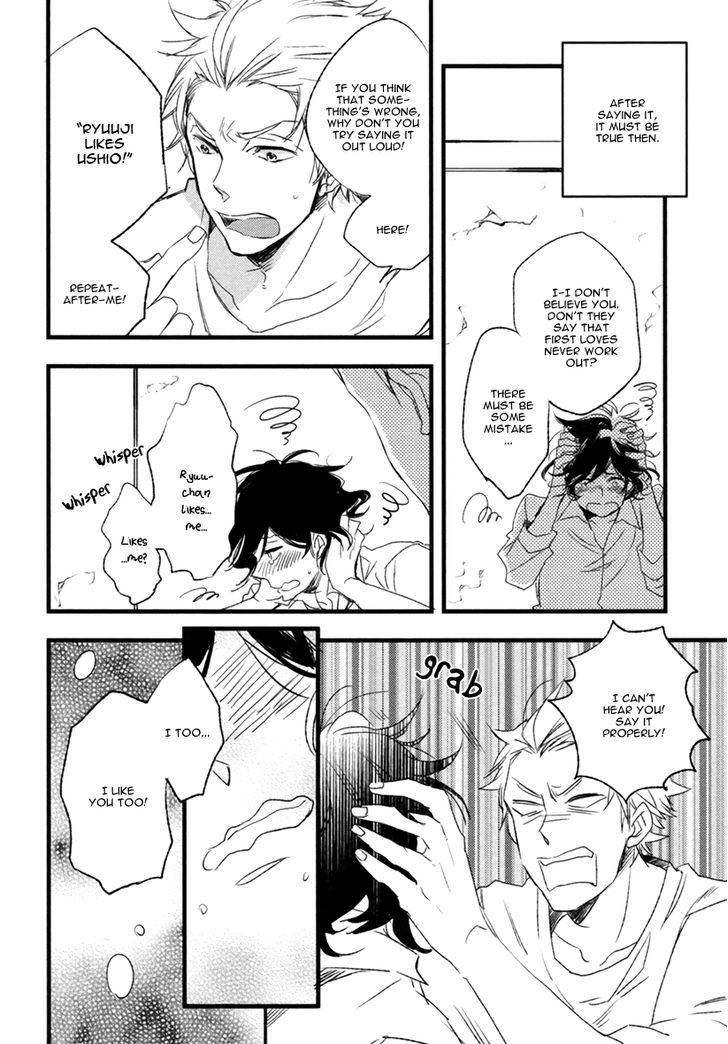 AFTER
SAYING IT,
IT MUST BE
TRUE THEN.
I-I DON'T
BELIEVE YOU.
DON'T THEY
SAY THAT
FIRST LOVES
NEVER WORK
OUT?
THERE
MUST BE
SOME
MISTAKE
...
IF YOU THINK
THAT SOME-
THING'S WRONG,
WHY DON'T YOU
TRY SAYING IT
OUT LOUD!
HERE!
"RYUUJI
LIKES
USHIO!"
REPEAT-
AFTER-ME!
Ryuu-
chan
likes...
...me...
whisper
whisper
Likes
...me?
I CAN'T
HEAR YOU!
SAY IT
PROPERLY!
grab
I TOO...
I LIKE
YOU TOO!